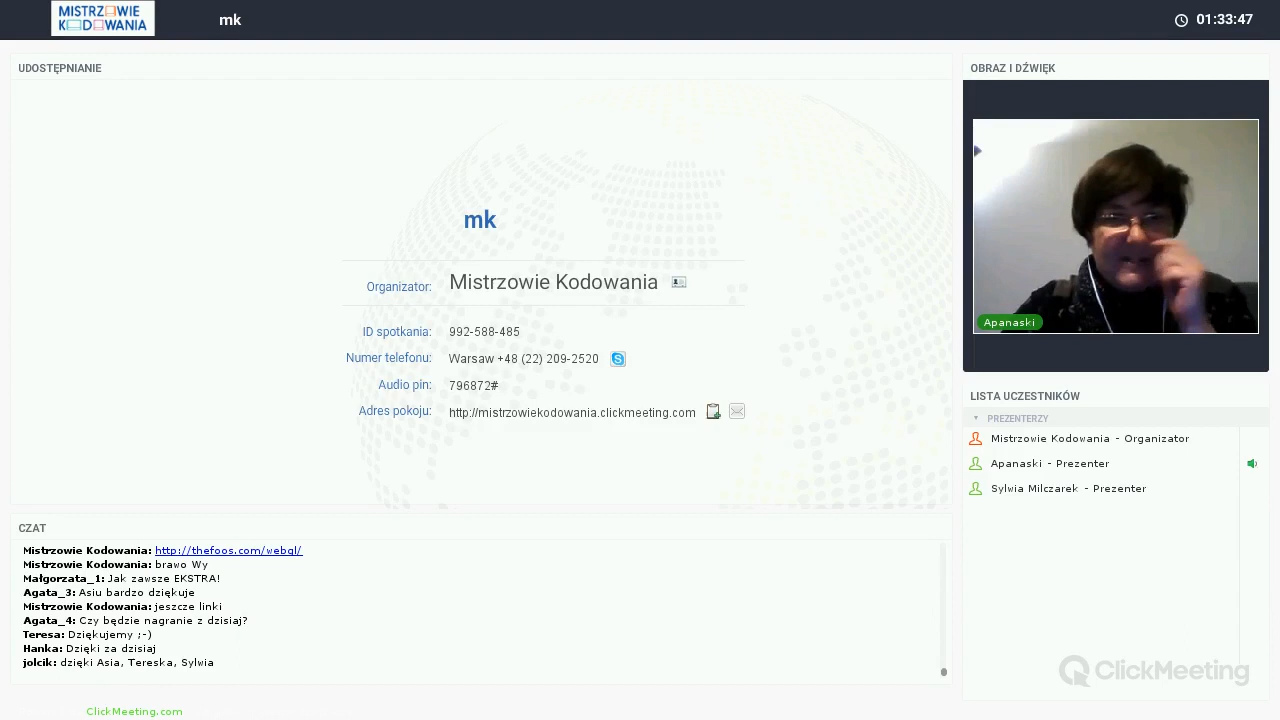 MISTRZOWIE
KODOWANIA
mk
01:33:47
UDOSTĘPNIANIE
mk
Organizator: Mistrzowie Kodowania
ID spotkania: 992-588-485
Numer telefonu: Warsaw +48 (22) 209-2520
Audio pin: 796872#
Adres pokoju: http://mistrzowiekodowania.clickmeeting.com
OBRAZ I DŹWIĘK
Apanaski
LISTA UCZESTNIKÓW
PREZENTERZY
Mistrzowie Kodowania - Organizator
Apanaski - Prezenter
Sylwia Milczarek - Prezenter
ClickMeeting
CZAT
Mistrzowie Kodowania: http://thefoos.com/webgl/
Mistrzowie Kodowania: brawo Wy
Małgorzata_1: Jak zawsze EKSTRA!
Agata_3: Asiu bardzo dziękuje
Mistrzowie Kodowania: jeszcze linki
Agata_4: Czy będzie nagranie z dzisiaj?
Teresa: Dziękujemy ;-)
Hanka: Dzięki za dzisiaj
jolcik: dzięki Asia, Tereska, Sylwia
ClickMeeting.com